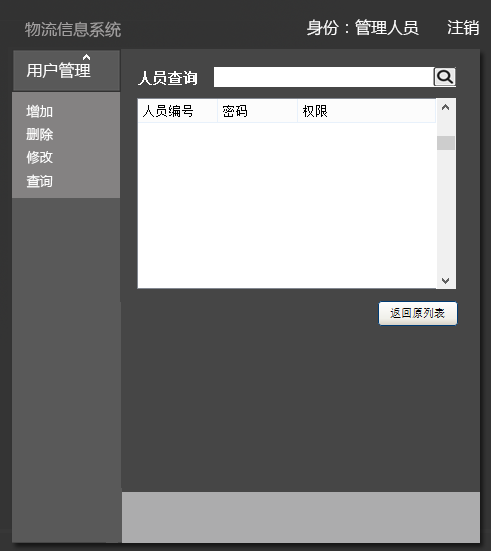 物流信息系统
身份：管理人员 注销
用户管理
增加
删除
修改
查询
人员查询
人员编号 密码 权限
返回原列表